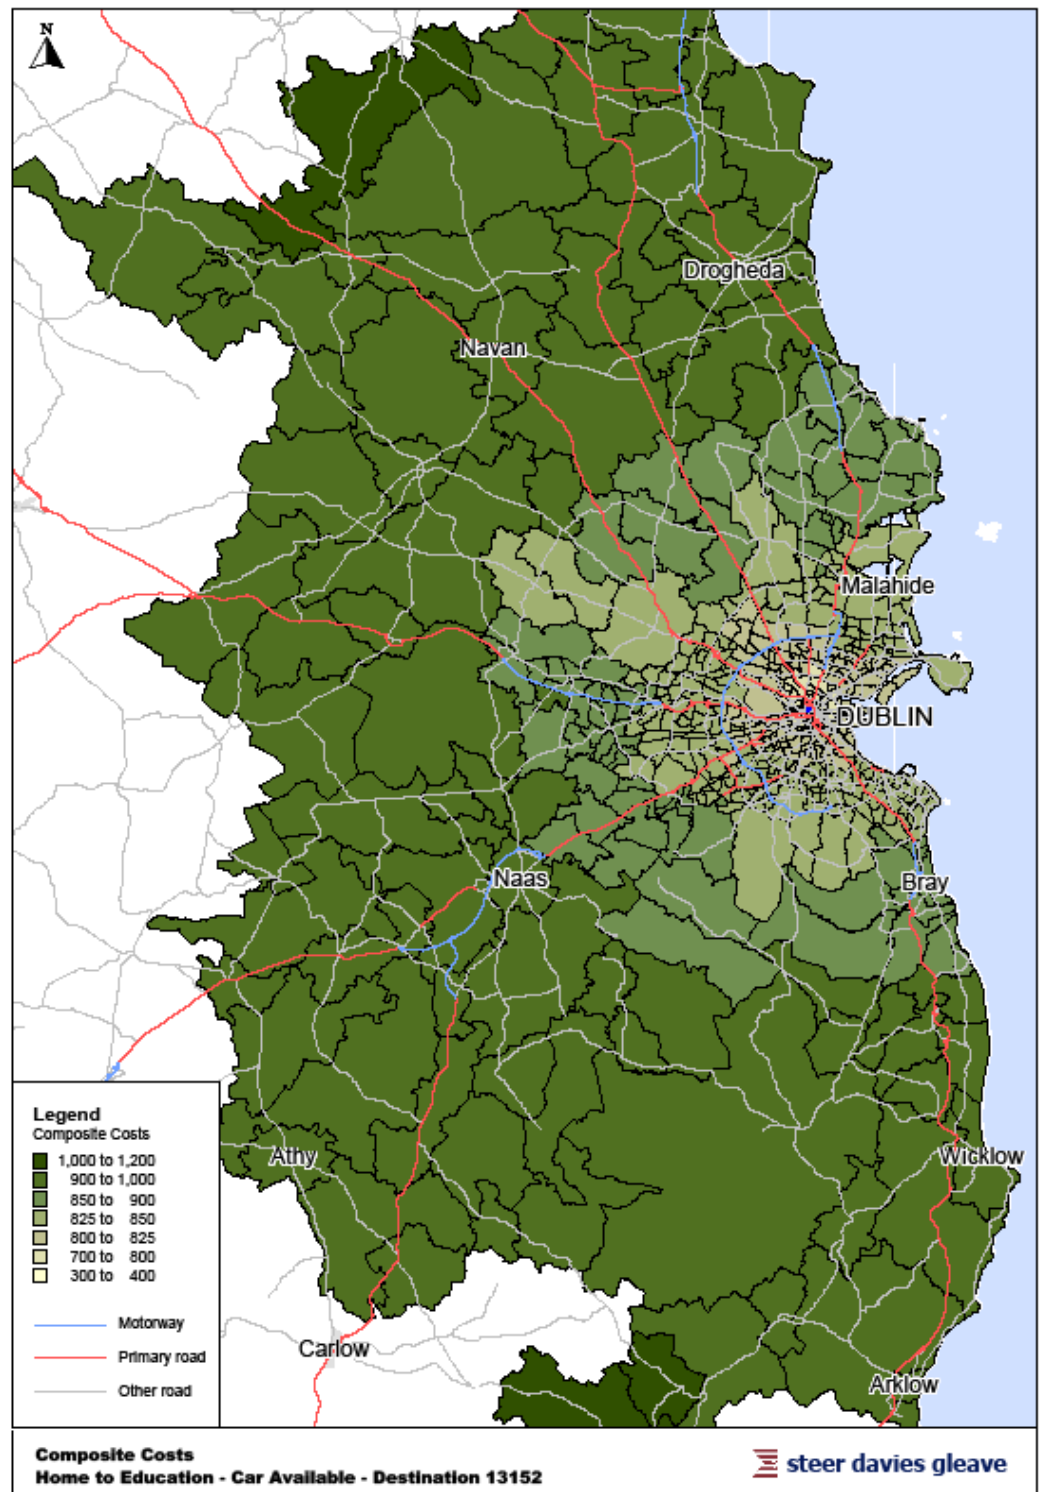 N
Drogheda
Navan
Malahide
DUBLIN
Naas
Bray
Athy
Wicklow
Carlow
Arklow
Legend
Composite Costs
1,000 to 1,200
900 to 1,000
850 to 900
825 to 850
800 to 825
700 to 800
300 to 400
Motorway
Primary road
Other road
Composite Costs
Home to Education - Car Available - Destination 13152
steer davies gleave